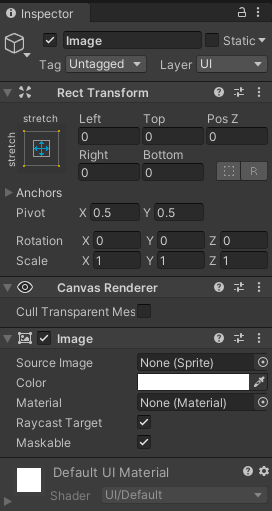 Inspector
Image Static
Tag Untagged Layer UI
Rect Transform
stretch Left Top Pos Z
stretch 0 0 0
Right Bottom
0 0 R
Anchors
Pivot X 0.5 Y 0.5
Rotation X 0 Y 0 Z 0
Scale X 1 Y 1 Z 1
Canvas Renderer
Cull Transparent Mes
Image
Source Image None (Sprite)
Color
Material None (Material)
Raycast Target
Maskable
Default UI Material
Shader UI/Default